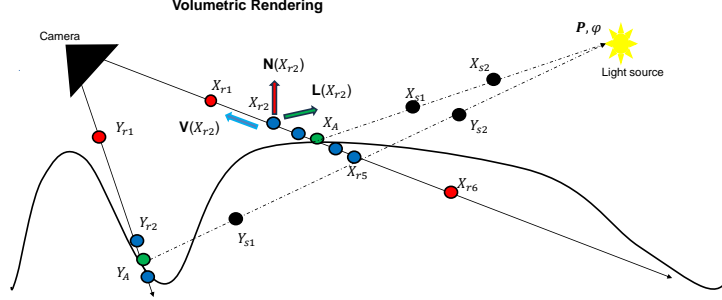 Volumetric Rendering
Camera
P, φ
Light source
N(X_{r2})
X_{r1}
X_{r2}
L(X_{r2})
V(X_{r2})
X_A
X_{s1}
X_{s2}
Y_{s2}
Y_{r1}
X_{r5}
X_{r6}
Y_{r2}
Y_{s1}
Y_A